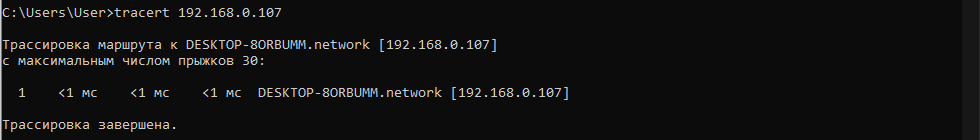 C:\Users\User>tracert 192.168.0.107
Трассировка маршрута к DESKTOP-8ORBUMM.network [192.168.0.107]
с максимальным числом прыжков 30:
1 <1 мс <1 мс <1 мс DESKTOP-8ORBUMM.network [192.168.0.107]
Трассировка завершена.